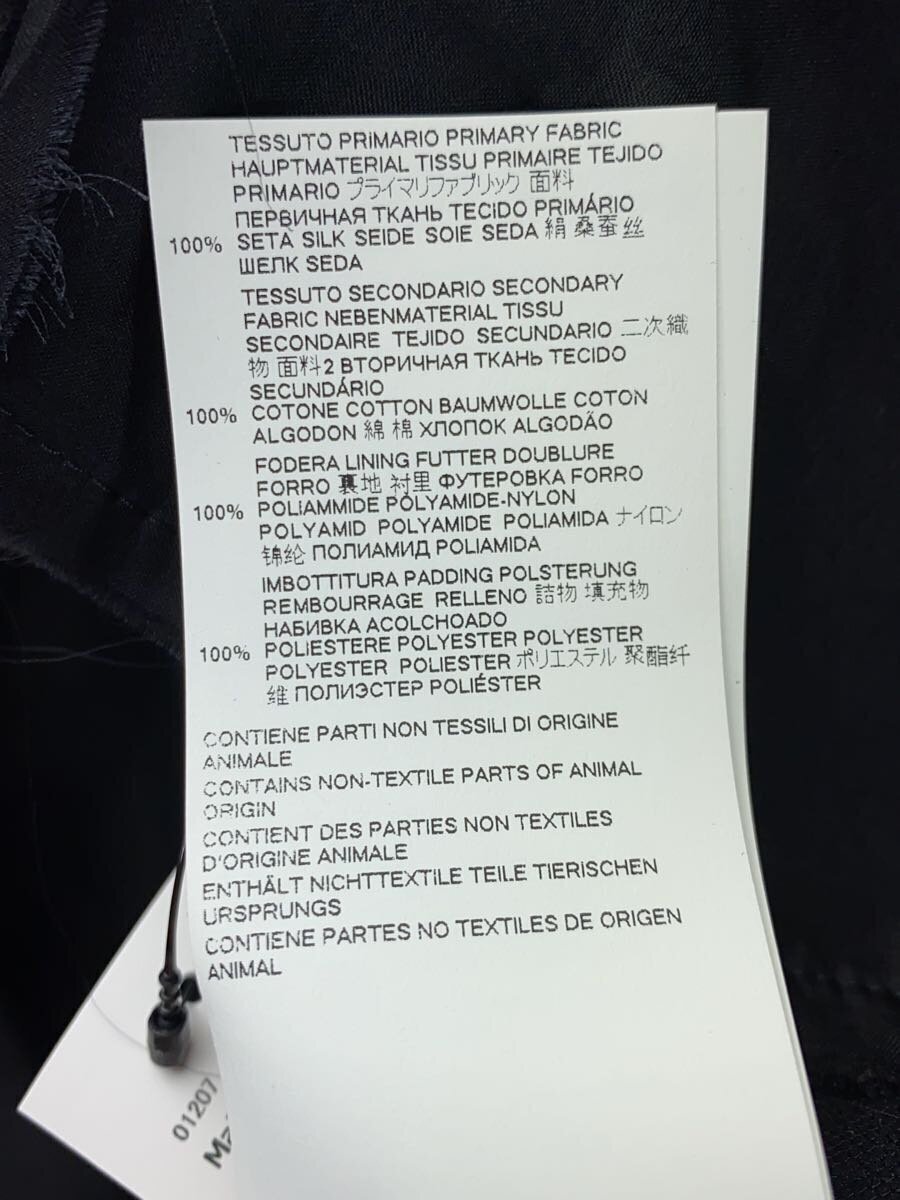 TESSUTO PRIMARIO PRIMARY FABRIC
HAUPTMATERIAL TISSU PRIMAIRE TEJIDO
PRIMARIO プライマリファブリック 面料
ПЕРВИЧНАЯ ТКАНЬ TECIDO PRIMÁRIO
100% SETA SILK SEIDE SOIE SEDA 絹 桑蚕丝
ШЕЛК SEDA
TESSUTO SECONDARIO SECONDARY
FABRIC NEBENMATERIAL TISSU
SECONDAIRE TEJIDO SECUNDARIO 二次織
物 面料2 ВТОРИЧНАЯ ТКАНЬ TECIDO
SECUNDÁRIO
100% COTONE COTTON BAUMWOLLE COTON
ALGODON 綿 棉 ХЛОПОК ALGODÃO
FODERA LINING FUTTER DOUBLURE
FORRO 裏地 衬里 ФУТЕРОВКА FORRO
100% POLIAMMIDE POLYAMIDE-NYLON
POLYAMID POLYAMIDE POLIAMIDA ナイロン
锦纶 ПОЛИАМИД POLIAMIDA
IMBOTTITURA PADDING POLSTERUNG
REMBOURRAGE RELLENO 詰物 填充物
НАБИВКА ACOLCHOADO
100% POLIESTERE POLYESTER POLYESTER
POLYESTER POLIESTER ポリエステル 聚酯纤
维 ПОЛИЭСТЕР POLIÉSTER
CONTIENE PARTI NON TESSILI DI ORIGINE
ANIMALE
CONTAINS NON-TEXTILE PARTS OF ANIMAL
ORIGIN
CONTIENT DES PARTIES NON TEXTILES
D'ORIGINE ANIMALE
ENTHÄLT NICHTTEXTILE TEILE TIERISCHEN
URSPRUNGS
CONTIENE PARTES NO TEXTILES DE ORIGEN
ANIMAL
01207